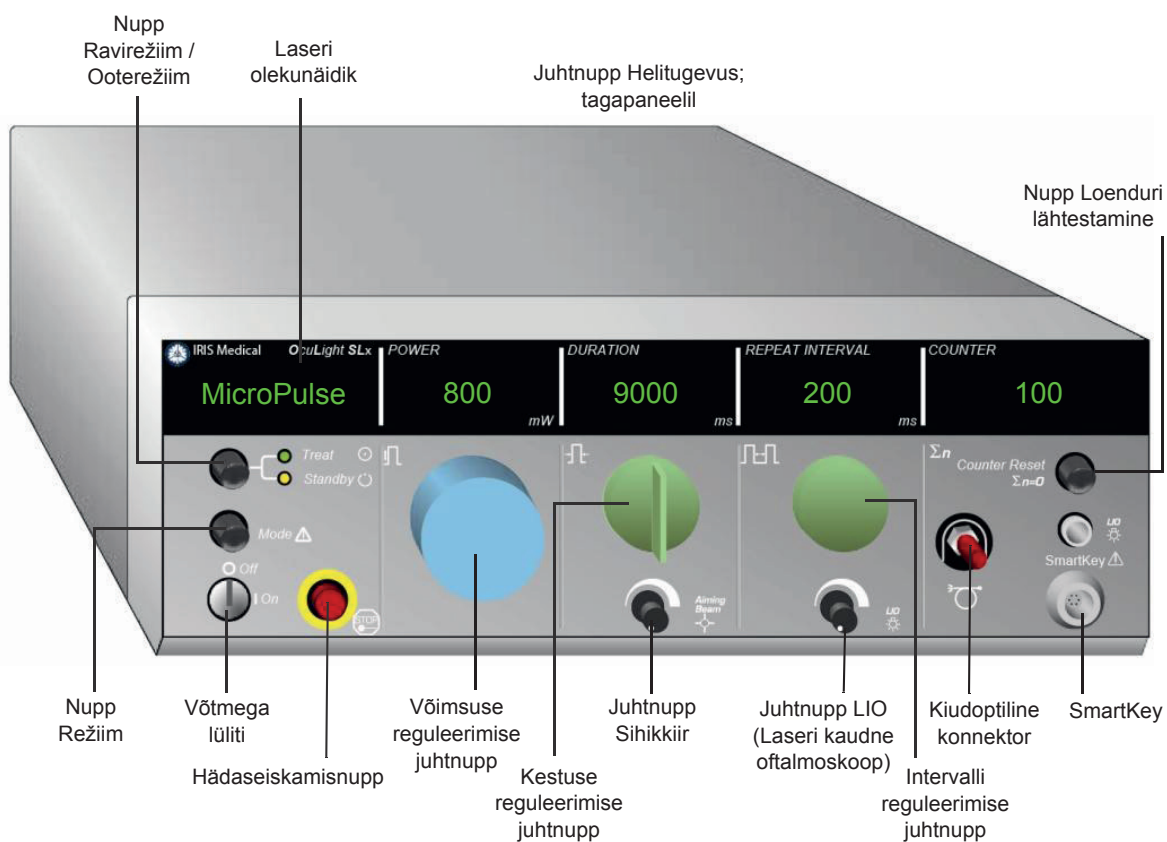 Nupp
Ravirežiim /
Ooterežiim
Laseri
olekunäidik
Juhtnupp Helitugevus;
tagapaneelil
Nupp Loenduri
lähtestamine
IRIS Medical OcuLight SLx
POWER
DURATION
REPEAT INTERVAL
COUNTER
MicroPulse
800
9000
200
100
mW
ms
ms
Treat
Standby
Mode
Off
On
STOP
Aiming
Beam
LIO
Σn
Counter Reset
Σn=0
LIO
SmartKey
Nupp
Režiim
Võtmega
lüliti
Hädaseiskamisnupp
Võimsuse
reguleerimise
juhtnupp
Kestuse
reguleerimise
juhtnupp
Juhtnupp
Sihikkiir
Juhtnupp LIO
(Laseri kaudne
oftalmoskoop)
Intervalli
reguleerimise
juhtnupp
Kiudoptiline
konnektor
SmartKey